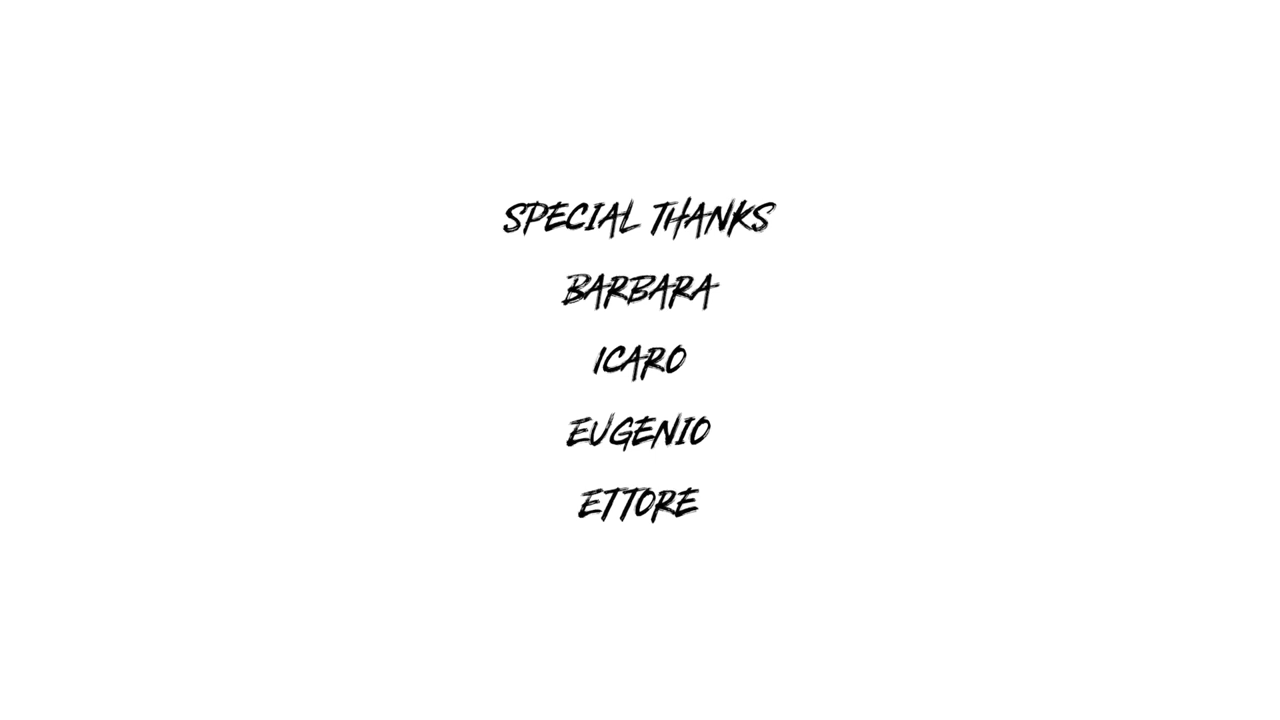 SPECIAL THANKS
BARBARA
ICARO
EUGENIO
ETTORE